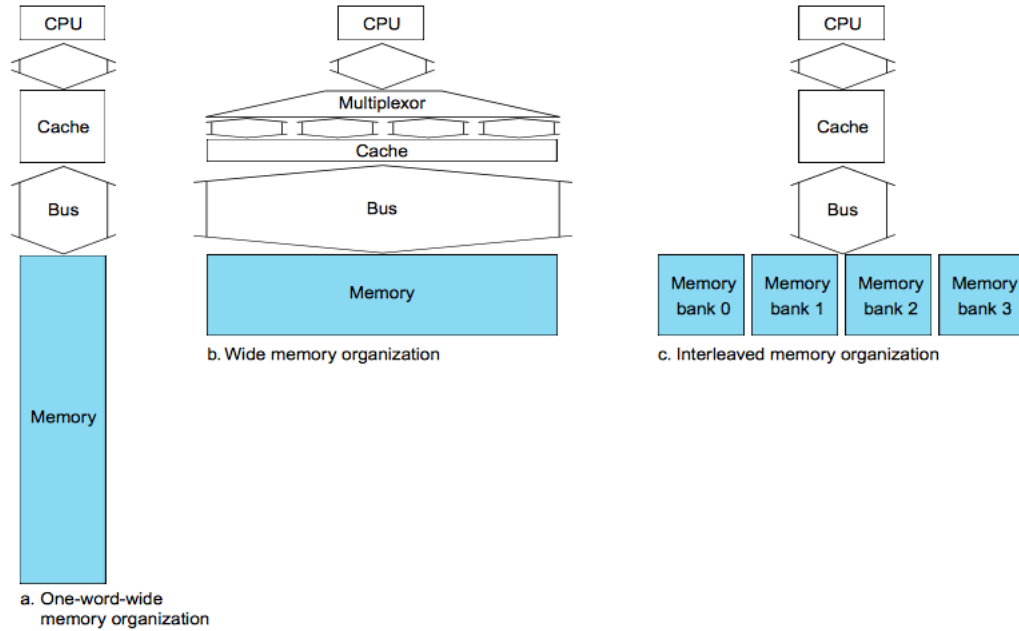 CPU
Cache
Bus
Memory
a. One-word-wide
memory organization
CPU
Multiplexor
Cache
Bus
Memory
b. Wide memory organization
CPU
Cache
Bus
Memory
bank 0
Memory
bank 1
Memory
bank 2
Memory
bank 3
c. Interleaved memory organization